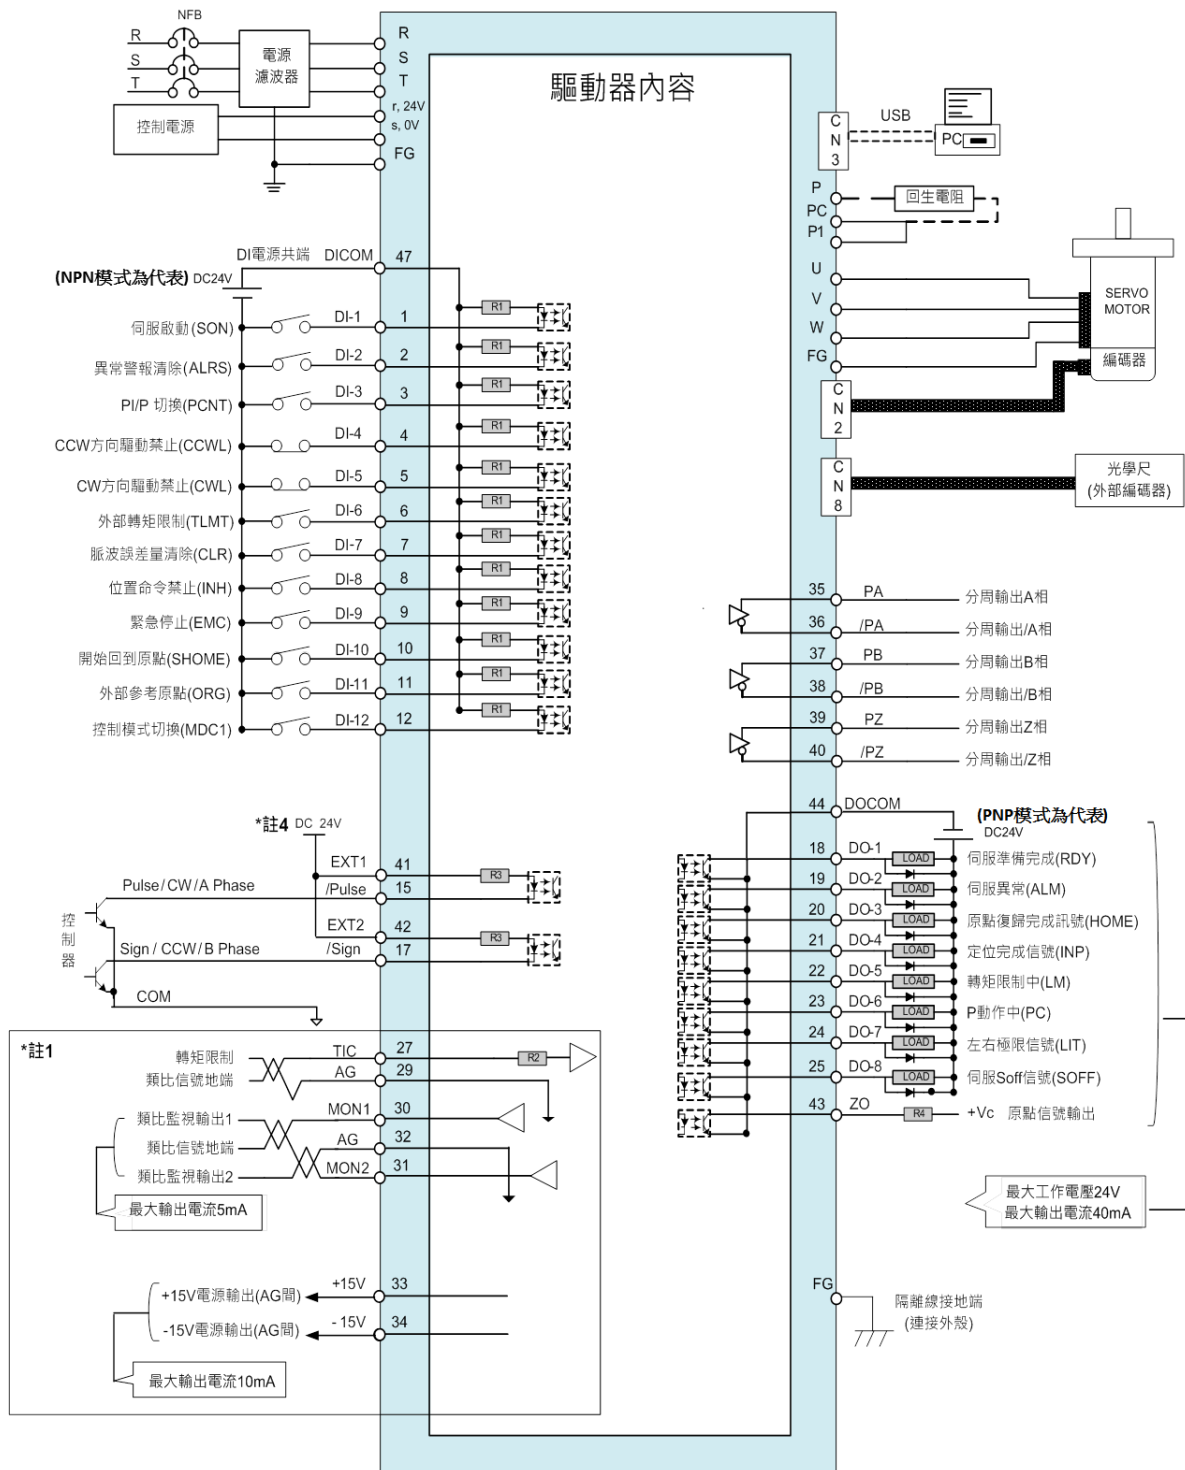 NFB
R
S
T
電源
濾波器
控制電源
R
S
T
r, 24V
s, 0V
FG
驅動器內容
C
N
3
USB
PC
P
PC
P1
回生電阻
U
V
W
FG
SERVO
MOTOR
編碼器
C
N
2
C
N
8
光學尺
(外部編碼器)
DI電源共端 DICOM 47
(NPN模式為代表) DC24V
伺服啟動(SON) DI-1 1 R1
異常警報清除(ALRS) DI-2 2 R1
PI/P 切換(PCNT) DI-3 3 R1
CCW方向驅動禁止(CCWL) DI-4 4 R1
CW方向驅動禁止(CWL) DI-5 5 R1
外部轉矩限制(TLMT) DI-6 6 R1
脈波誤差量清除(CLR) DI-7 7 R1
位置命令禁止(INH) DI-8 8 R1
緊急停止(EMC) DI-9 9 R1
開始回到原點(SHOME) DI-10 10 R1
外部參考原點(ORG) DI-11 11 R1
控制模式切換(MDC1) DI-12 12 R1
35 PA 分周輸出A相
36 /PA 分周輸出/A相
37 PB 分周輸出B相
38 /PB 分周輸出/B相
39 PZ 分周輸出Z相
40 /PZ 分周輸出/Z相
*註4 DC 24V
EXT1 41 R3
Pulse/CW/A Phase /Pulse 15
EXT2 42 R3
Sign / CCW/B Phase /Sign 17
控
制
器
COM
44 DOCOM (PNP模式為代表)
DC24V
18 DO-1 LOAD 伺服準備完成(RDY)
19 DO-2 LOAD 伺服異常(ALM)
20 DO-3 LOAD 原點復歸完成訊號(HOME)
21 DO-4 LOAD 定位完成信號(INP)
22 DO-5 LOAD 轉矩限制中(LM)
23 DO-6 LOAD P動作中(PC)
24 DO-7 LOAD 左右極限信號(LIT)
25 DO-8 LOAD 伺服Soff信號(SOFF)
43 ZO R4 +Vc 原點信號輸出
最大工作電壓24V
最大輸出電流40mA
*註1
轉矩限制 TIC 27 R2
類比信號地端 AG 29
類比監視輸出1 MON1 30
類比信號地端 AG 32
類比監視輸出2 MON2 31
最大輸出電流5mA
+15V電源輸出(AG間) +15V 33
-15V電源輸出(AG間) - 15V 34
最大輸出電流10mA
FG
隔離線接地端
(連接外殼)